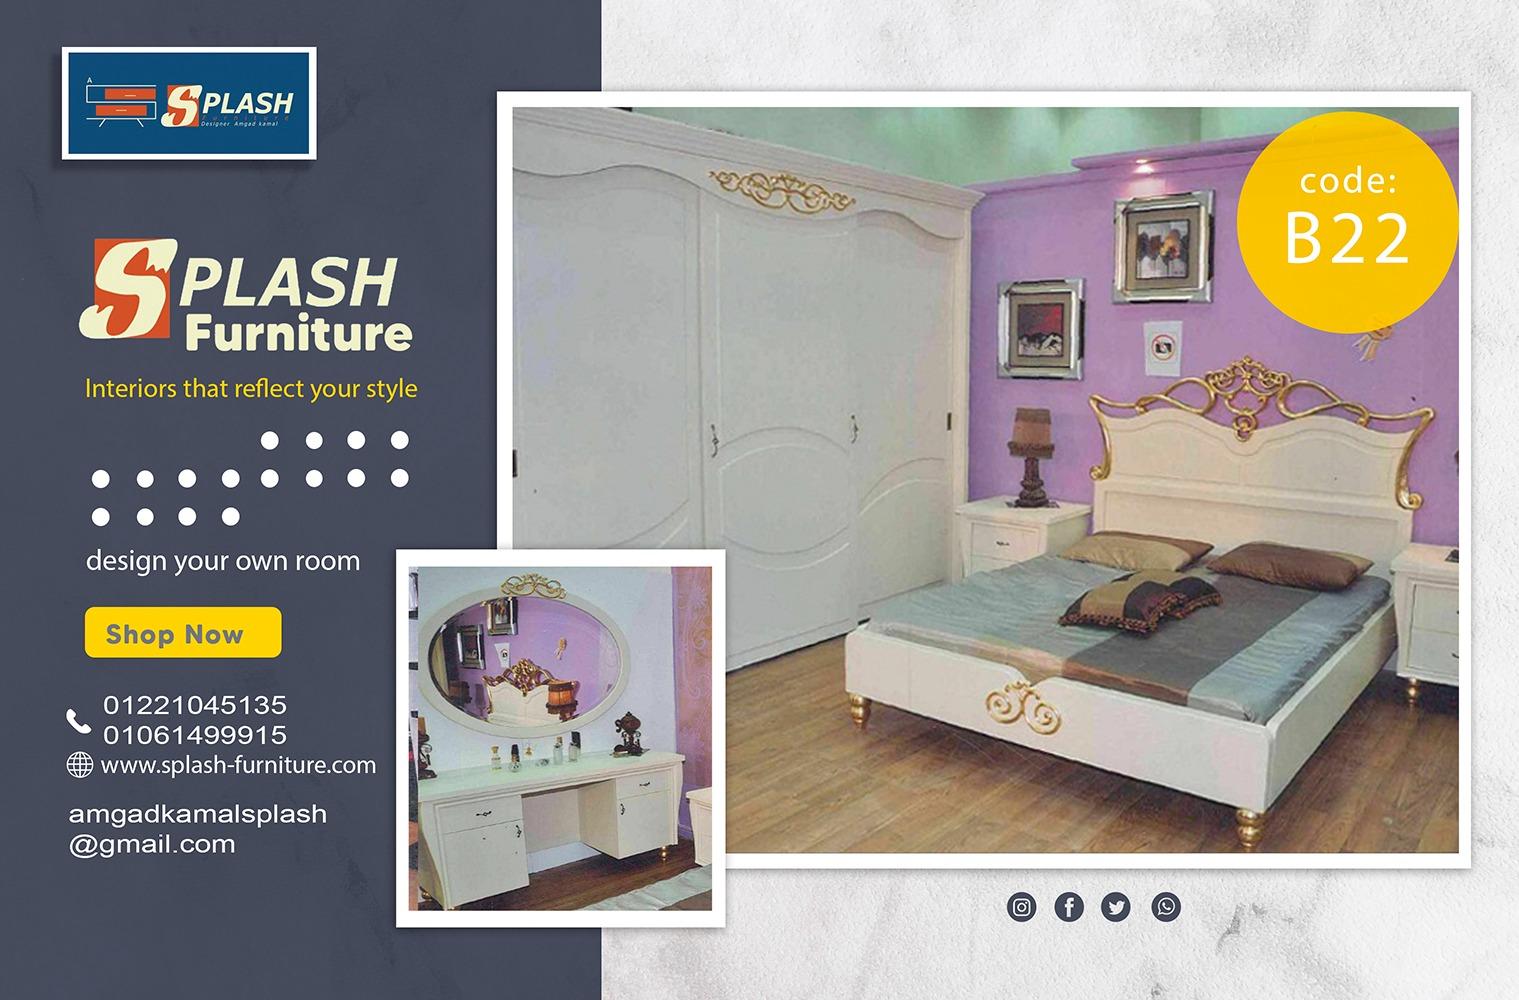 A
SPLASH
Furniture
Designer Amgad kamal
SPLASH
Furniture
Interiors that reflect your style
design your own room
Shop Now
01221045135
01061499915
www.splash-furniture.com
amgadkamalsplash
@gmail.com
code:
B22